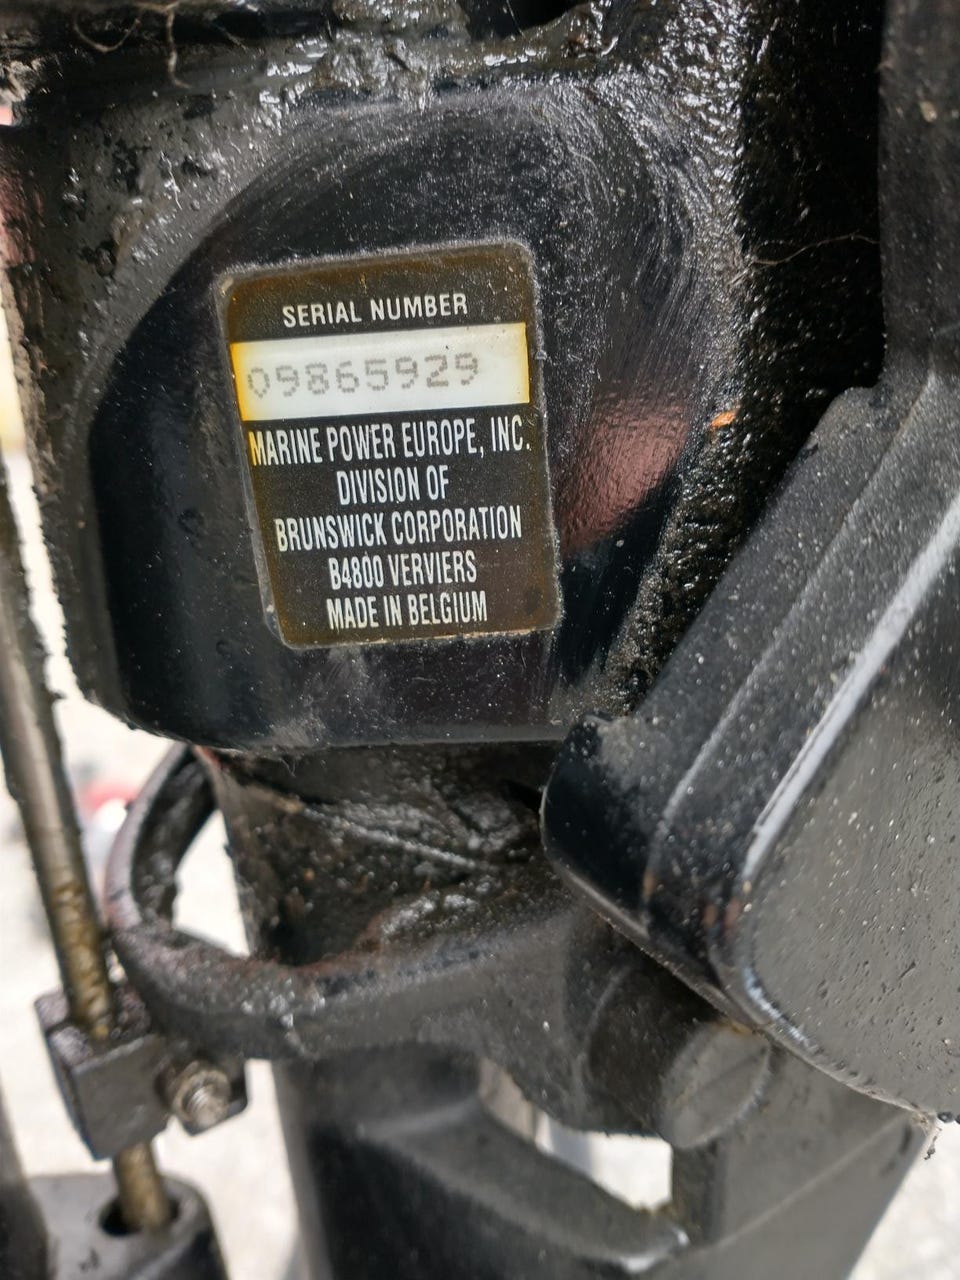 SERIAL NUMBER
09865929
MARINE POWER EUROPE, INC.
DIVISION OF
BRUNSWICK CORPORATION
B4800 VERVIERS
MADE IN BELGIUM